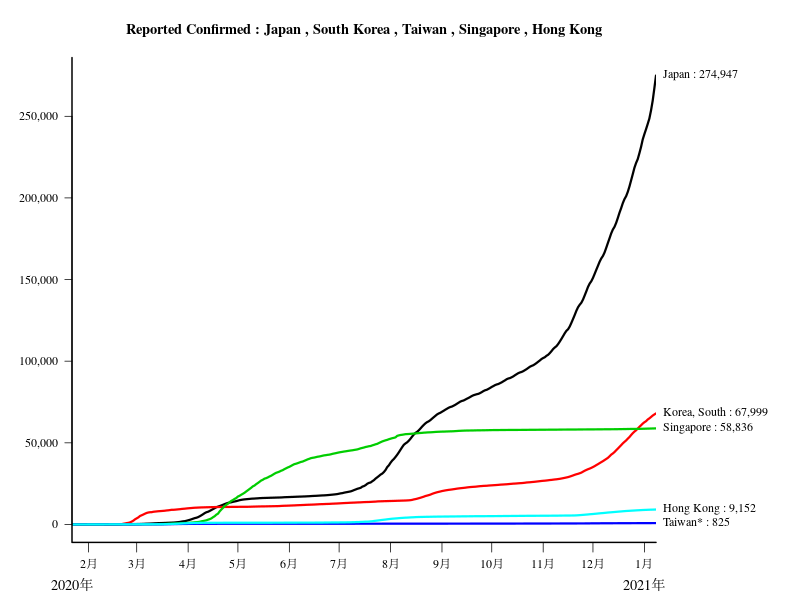 Reported Confirmed : Japan , South Korea , Taiwan , Singapore , Hong Kong
Japan : 274,947
250,000
200,000
150,000
100,000
50,000
0
Korea, South : 67,999
Singapore : 58,836
Hong Kong : 9,152
Taiwan* : 825
2月 3月 4月 5月 6月 7月 8月 9月 10月 11月 12月 1月
2020年 2021年